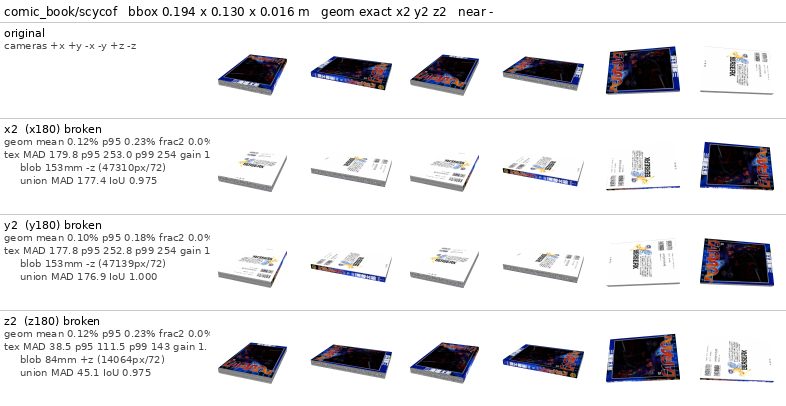 comic_book/scycof   bbox 0.194 x 0.130 x 0.016 m   geom exact x2 y2 z2   near -
original
cameras +x +y -x -y +z -z
x2  (x180) broken
geom mean 0.12% p95 0.23% frac2 0.0%
tex MAD 179.8 p95 253.0 p99 254 gain 1
blob 153mm -z (47310px/72)
union MAD 177.4 IoU 0.975
y2  (y180) broken
geom mean 0.10% p95 0.18% frac2 0.0%
tex MAD 177.8 p95 252.8 p99 254 gain 1
blob 153mm -z (47139px/72)
union MAD 176.9 IoU 1.000
z2  (z180) broken
geom mean 0.12% p95 0.23% frac2 0.0%
tex MAD 38.5 p95 111.5 p99 143 gain 1.
blob 84mm +z (14064px/72)
union MAD 45.1 IoU 0.975
BERSERK